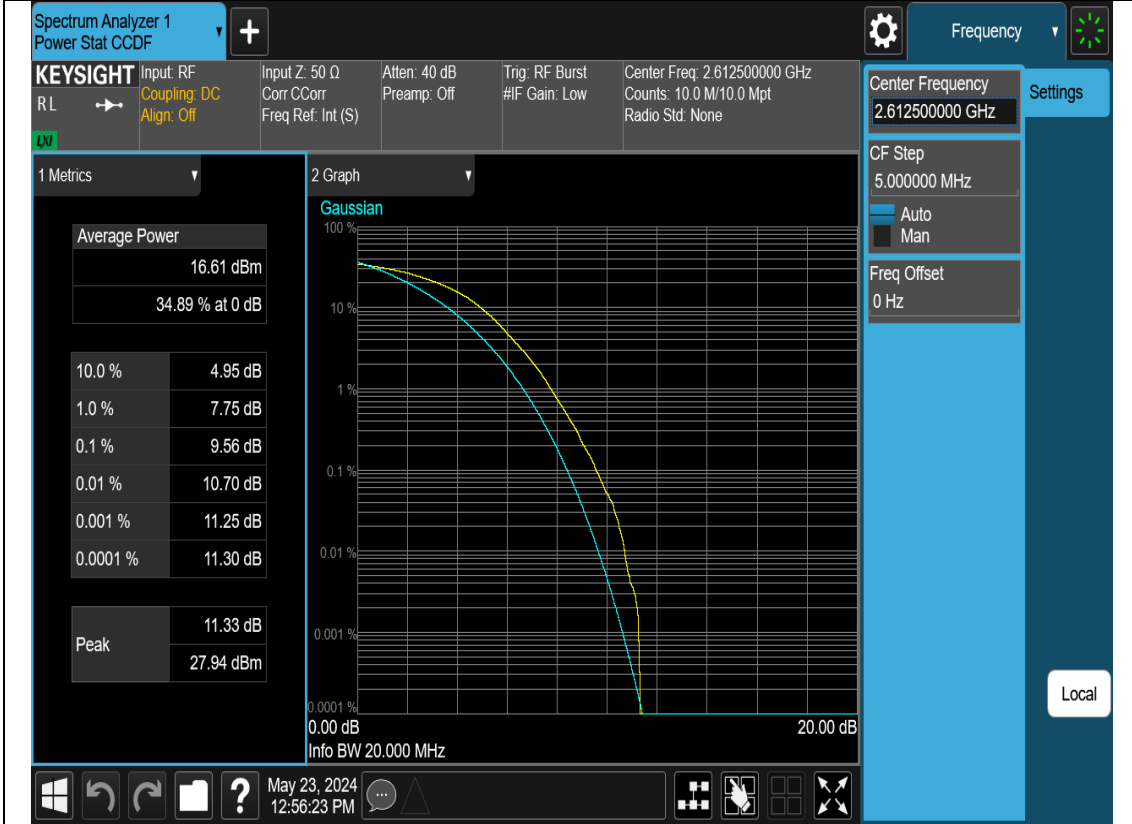 Spectrum Analyzer 1
Power Stat CCDF
+
Frequency
KEYSIGHT
RL
LXI
Input: RF
Coupling: DC
Align: Off
Input Z: 50 Ω
Corr CCorr
Freq Ref: Int (S)
Atten: 40 dB
Preamp: Off
Trig: RF Burst
#IF Gain: Low
Center Freq: 2.612500000 GHz
Counts: 10.0 M/10.0 Mpt
Radio Std: None
Center Frequency
2.612500000 GHz
Settings
CF Step
5.000000 MHz
Auto
Man
Freq Offset
0 Hz
1 Metrics
Average Power
16.61 dBm
34.89 % at 0 dB
10.0 % 4.95 dB
1.0 % 7.75 dB
0.1 % 9.56 dB
0.01 % 10.70 dB
0.001 % 11.25 dB
0.0001 % 11.30 dB
Peak
11.33 dB
27.94 dBm
2 Graph
Gaussian
100 %
10 %
1 %
0.1 %
0.01 %
0.001 %
0.0001 %
0.00 dB 20.00 dB
Info BW 20.000 MHz
Local
?
May 23, 2024
12:56:23 PM